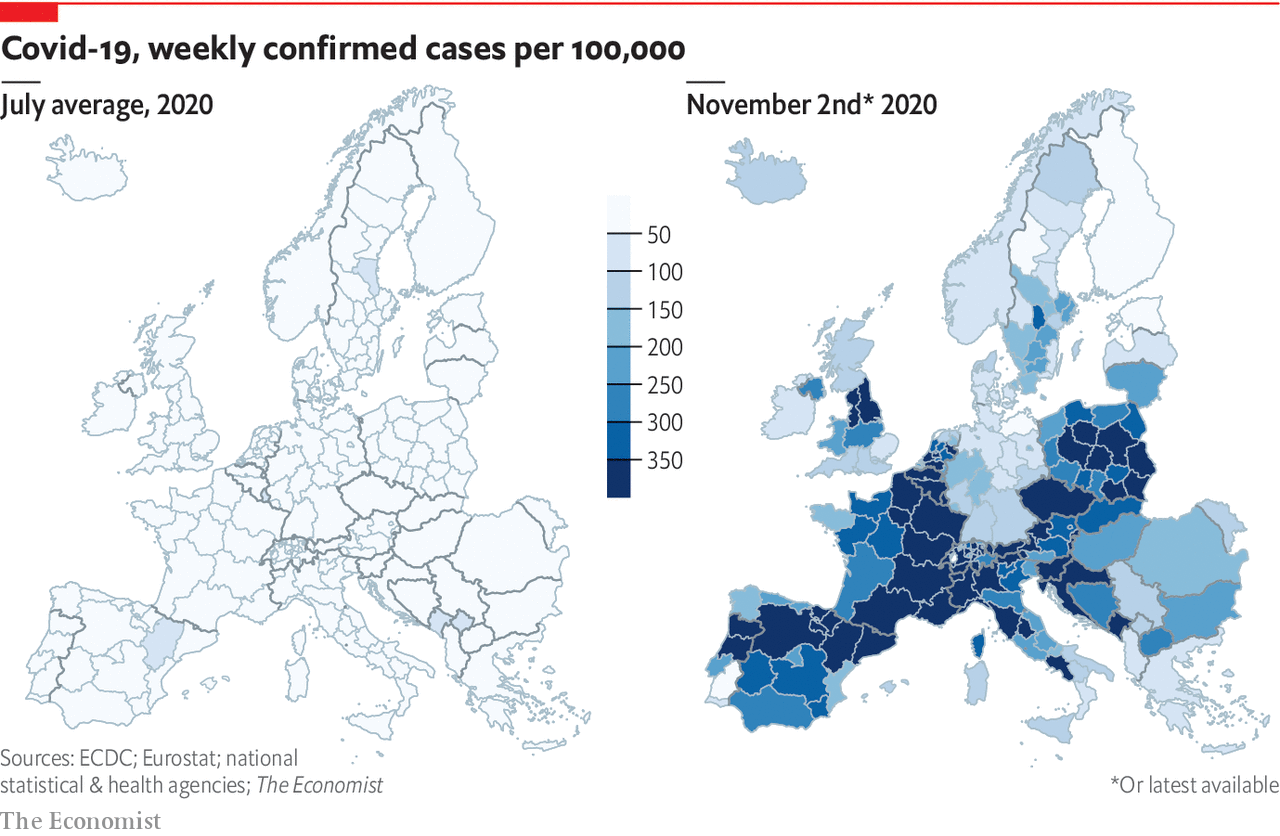 Covid-19, weekly confirmed cases per 100,000
July average, 2020
November 2nd* 2020
50
100
150
200
250
300
350
Sources: ECDC; Eurostat; national
statistical & health agencies; The Economist
*Or latest available
The Economist